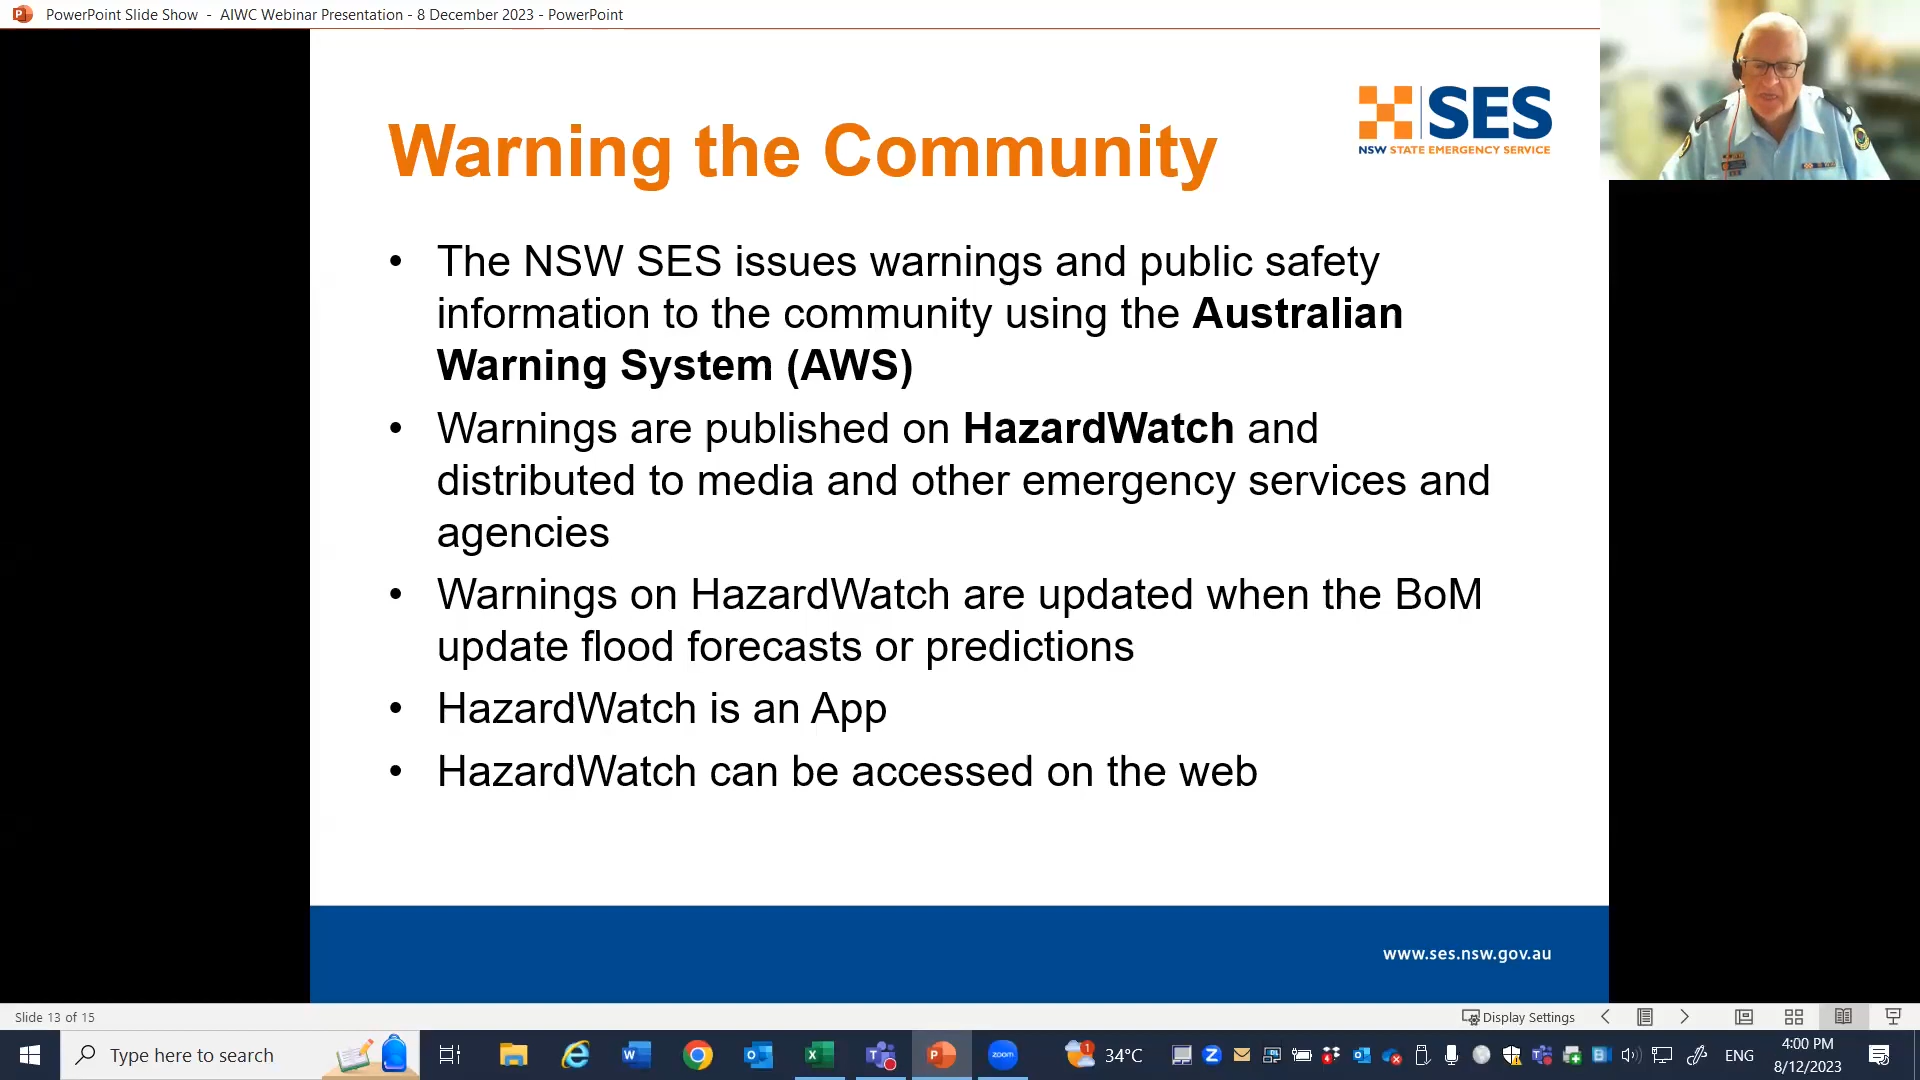 PowerPoint Slide Show - AIWC Webinar Presentation - 8 December 2023 - PowerPoint
SES
NSW STATE EMERGENCY SERVICE
Warning the Community
• The NSW SES issues warnings and public safety
information to the community using the Australian
Warning System (AWS)
• Warnings are published on HazardWatch and
distributed to media and other emergency services and
agencies
• Warnings on HazardWatch are updated when the BoM
update flood forecasts or predictions
• HazardWatch is an App
• HazardWatch can be accessed on the web
www.ses.nsw.gov.au
Slide 13 of 15
Display Settings
Type here to search
zoom
34°C
ENG
4:00 PM
8/12/2023